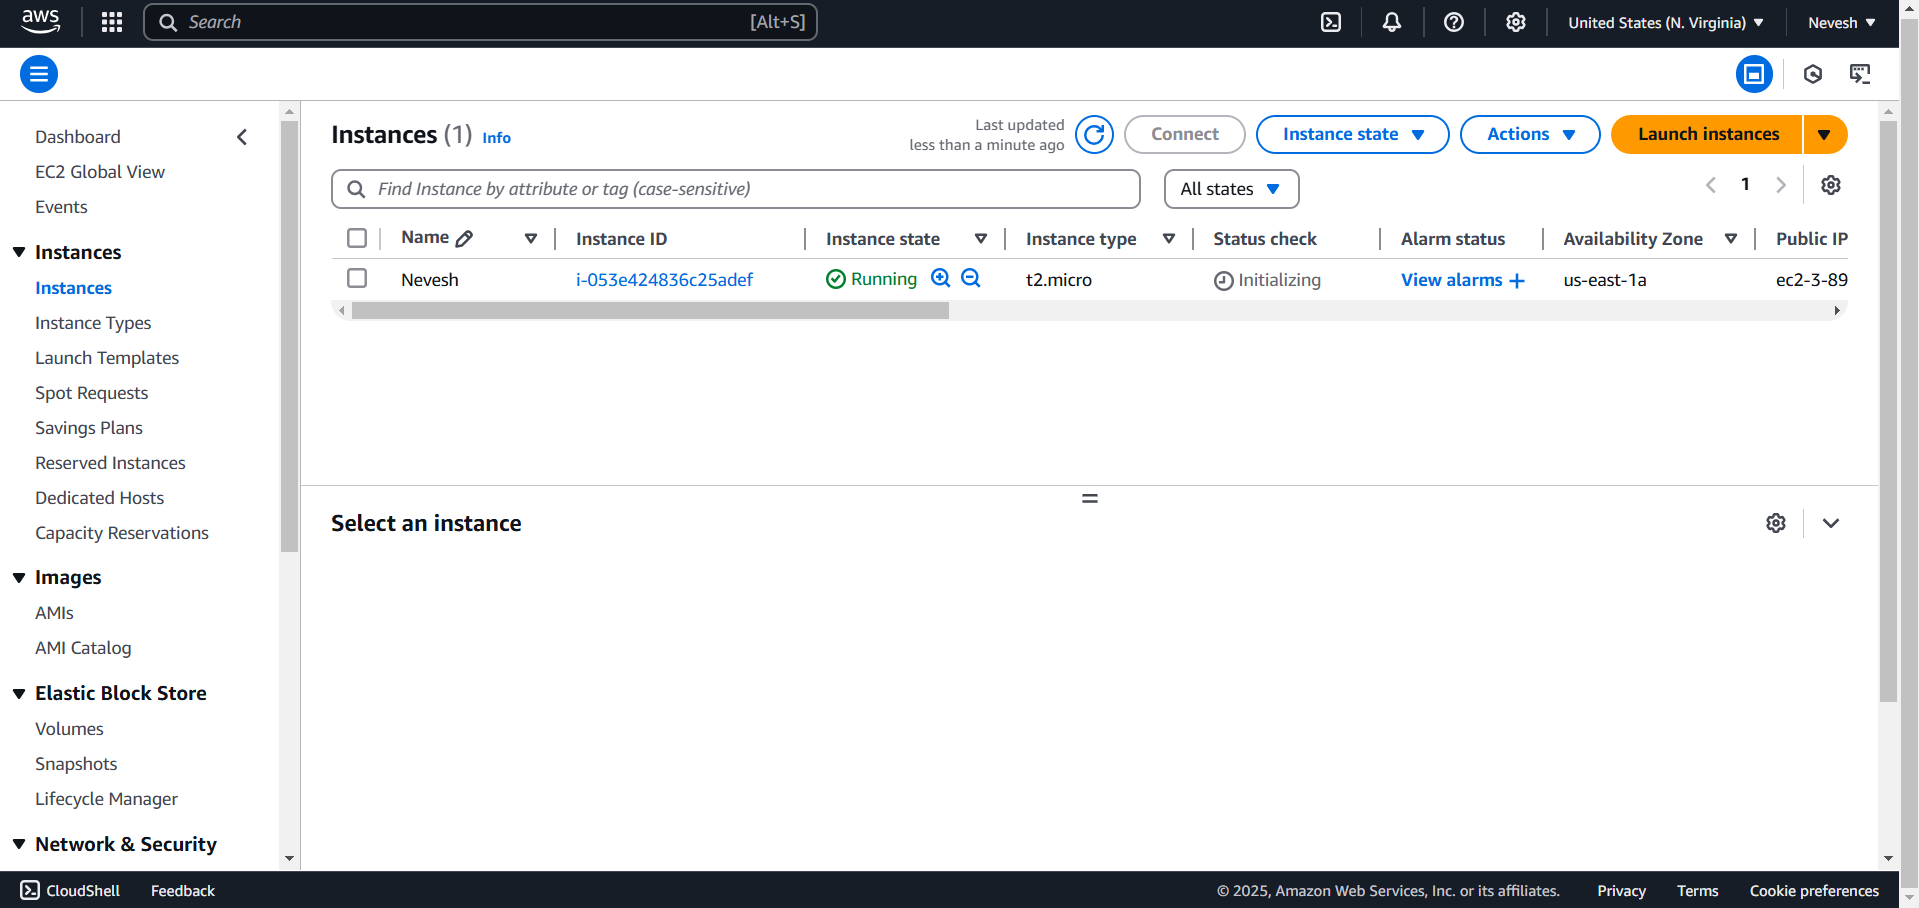 aws
Search [Alt+S]
United States (N. Virginia)
Nevesh
Dashboard
EC2 Global View
Events
Instances
Instances
Instance Types
Launch Templates
Spot Requests
Savings Plans
Reserved Instances
Dedicated Hosts
Capacity Reservations
Images
AMIs
AMI Catalog
Elastic Block Store
Volumes
Snapshots
Lifecycle Manager
Network & Security
Instances (1) Info
Last updated
less than a minute ago
Connect
Instance state
Actions
Launch instances
Find Instance by attribute or tag (case-sensitive)
All states
1
Name Instance ID Instance state Instance type Status check Alarm status Availability Zone Public IP
Nevesh i-053e424836c25adef Running t2.micro Initializing View alarms + us-east-1a ec2-3-89
Select an instance
CloudShell Feedback © 2025, Amazon Web Services, Inc. or its affiliates. Privacy Terms Cookie preferences